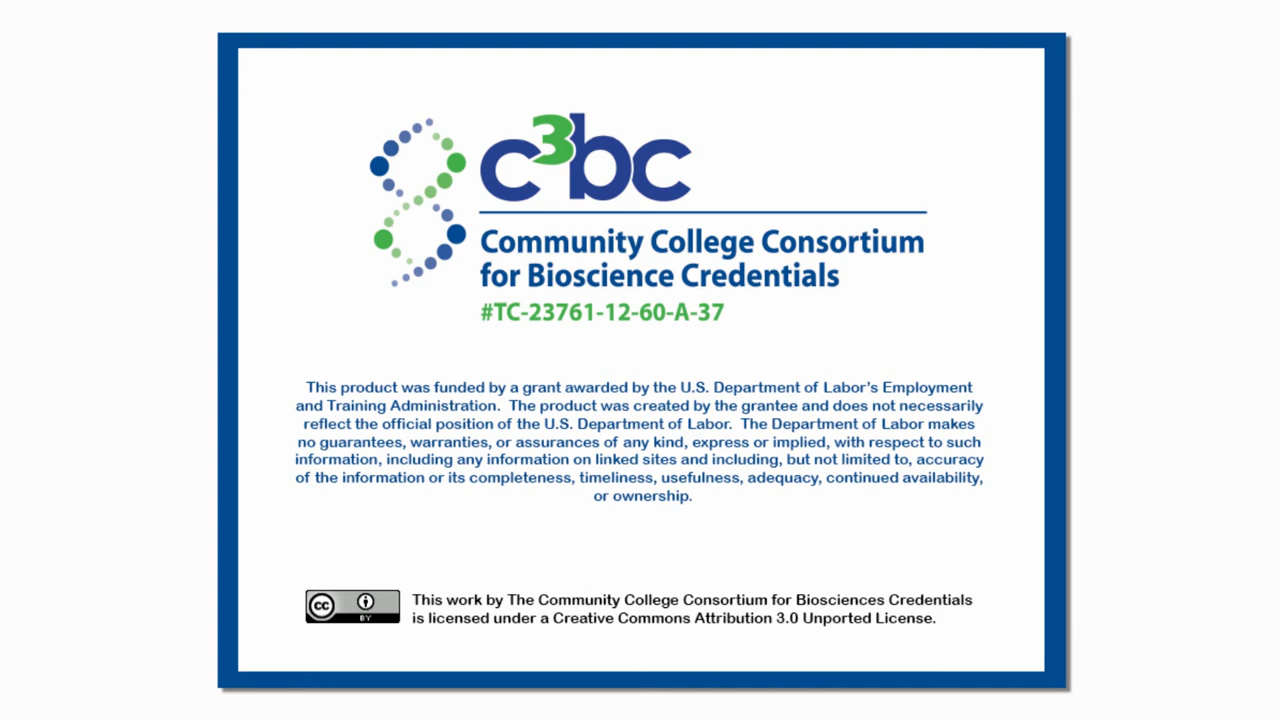 c3bc
Community College Consortium
for Bioscience Credentials
#TC-23761-12-60-A-37
This product was funded by a grant awarded by the U.S. Department of Labor’s Employment
and Training Administration.  The product was created by the grantee and does not necessarily
reflect the official position of the U.S. Department of Labor.  The Department of Labor makes
no guarantees, warranties, or assurances of any kind, express or implied, with respect to such
information, including any information on linked sites and including, but not limited to, accuracy
of the information or its completeness, timeliness, usefulness, adequacy, continued availability,
or ownership.
cc BY
This work by The Community College Consortium for Biosciences Credentials
is licensed under a Creative Commons Attribution 3.0 Unported License.